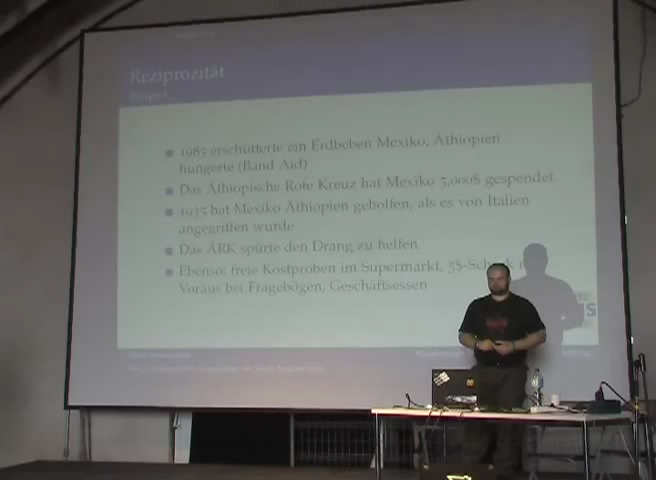 Reziprozität
Beispiel
1985 erschütterte ein Erdbeben Mexiko, Äthiopien
hungerte (Band Aid)
Das Äthiopische Rote Kreuz hat Mexiko 5,000$ gespendet
1935 hat Mexiko Äthiopien geholfen, als es von Italien
angegriffen wurde
Das ÄRK spürte den Drang zu helfen
Ebenso: freie Kostproben im Supermarkt, 5$-Scheck
Voraus bei Fragebögen, Geschäftsessen